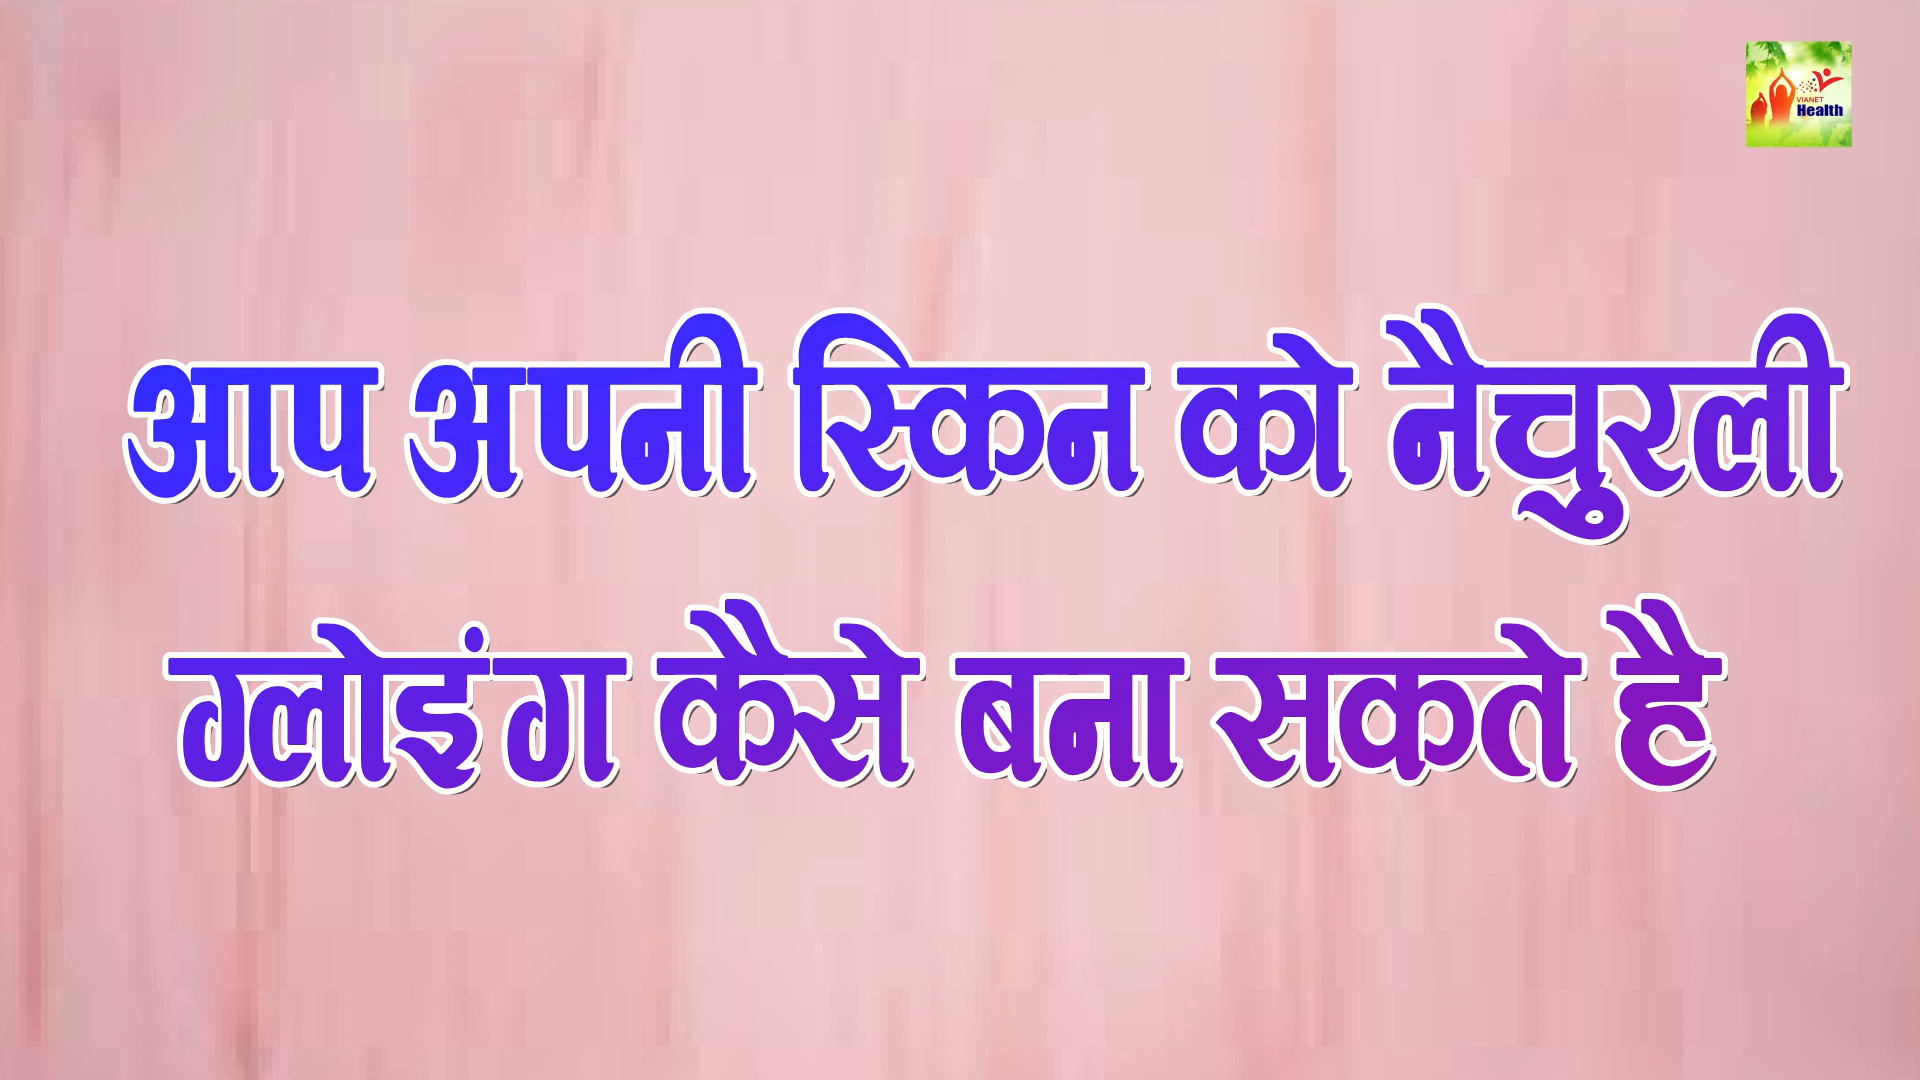 VIANET
Health
आप अपनी स्किन को नैचुरली
ग्लोइंग कैसे बना सकते है